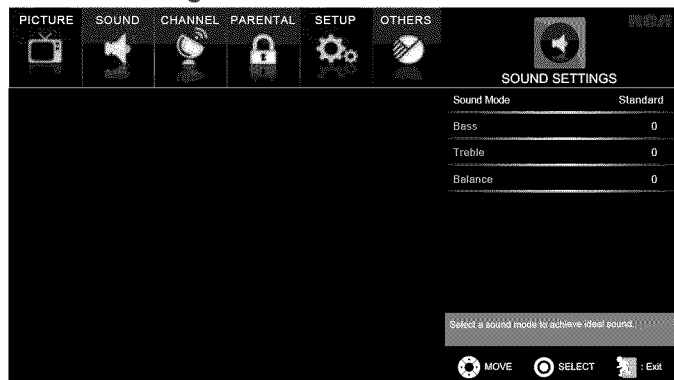 PICTURE SOUND CHANNEL PARENTAL SETUP OTHERS
RCA
SOUND SETTINGS
Sound Mode Standard
Bass 0
Treble 0
Balance 0
Select a sound mode to achieve ideal sound.
MOVE SELECT : Exit